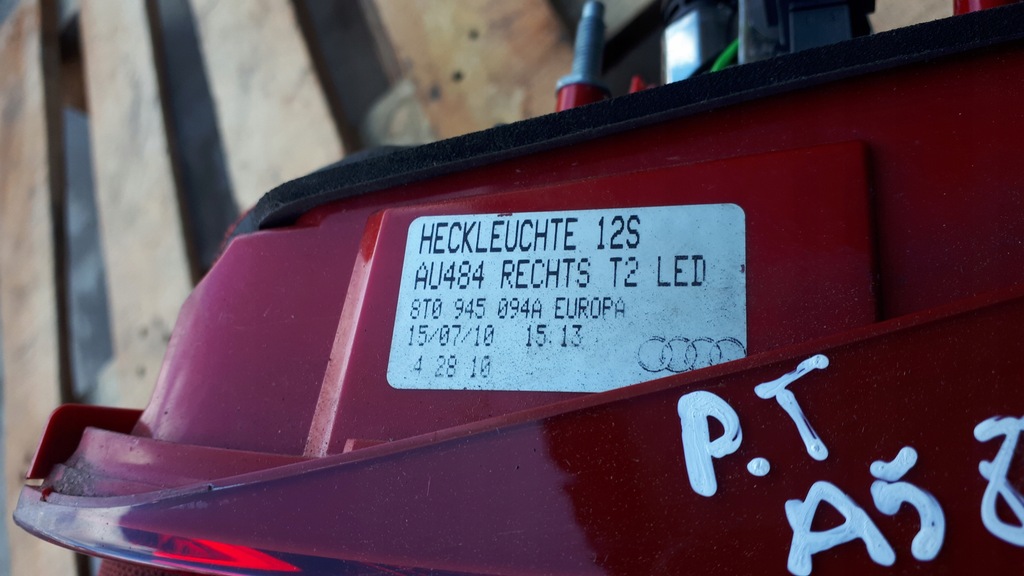 HECKLEUCHTE 12S
AU484 RECHTS T2 LED
8T0 945 094A EUROPA
15/07/10 15:13
4 28 10
P.T
A5 8